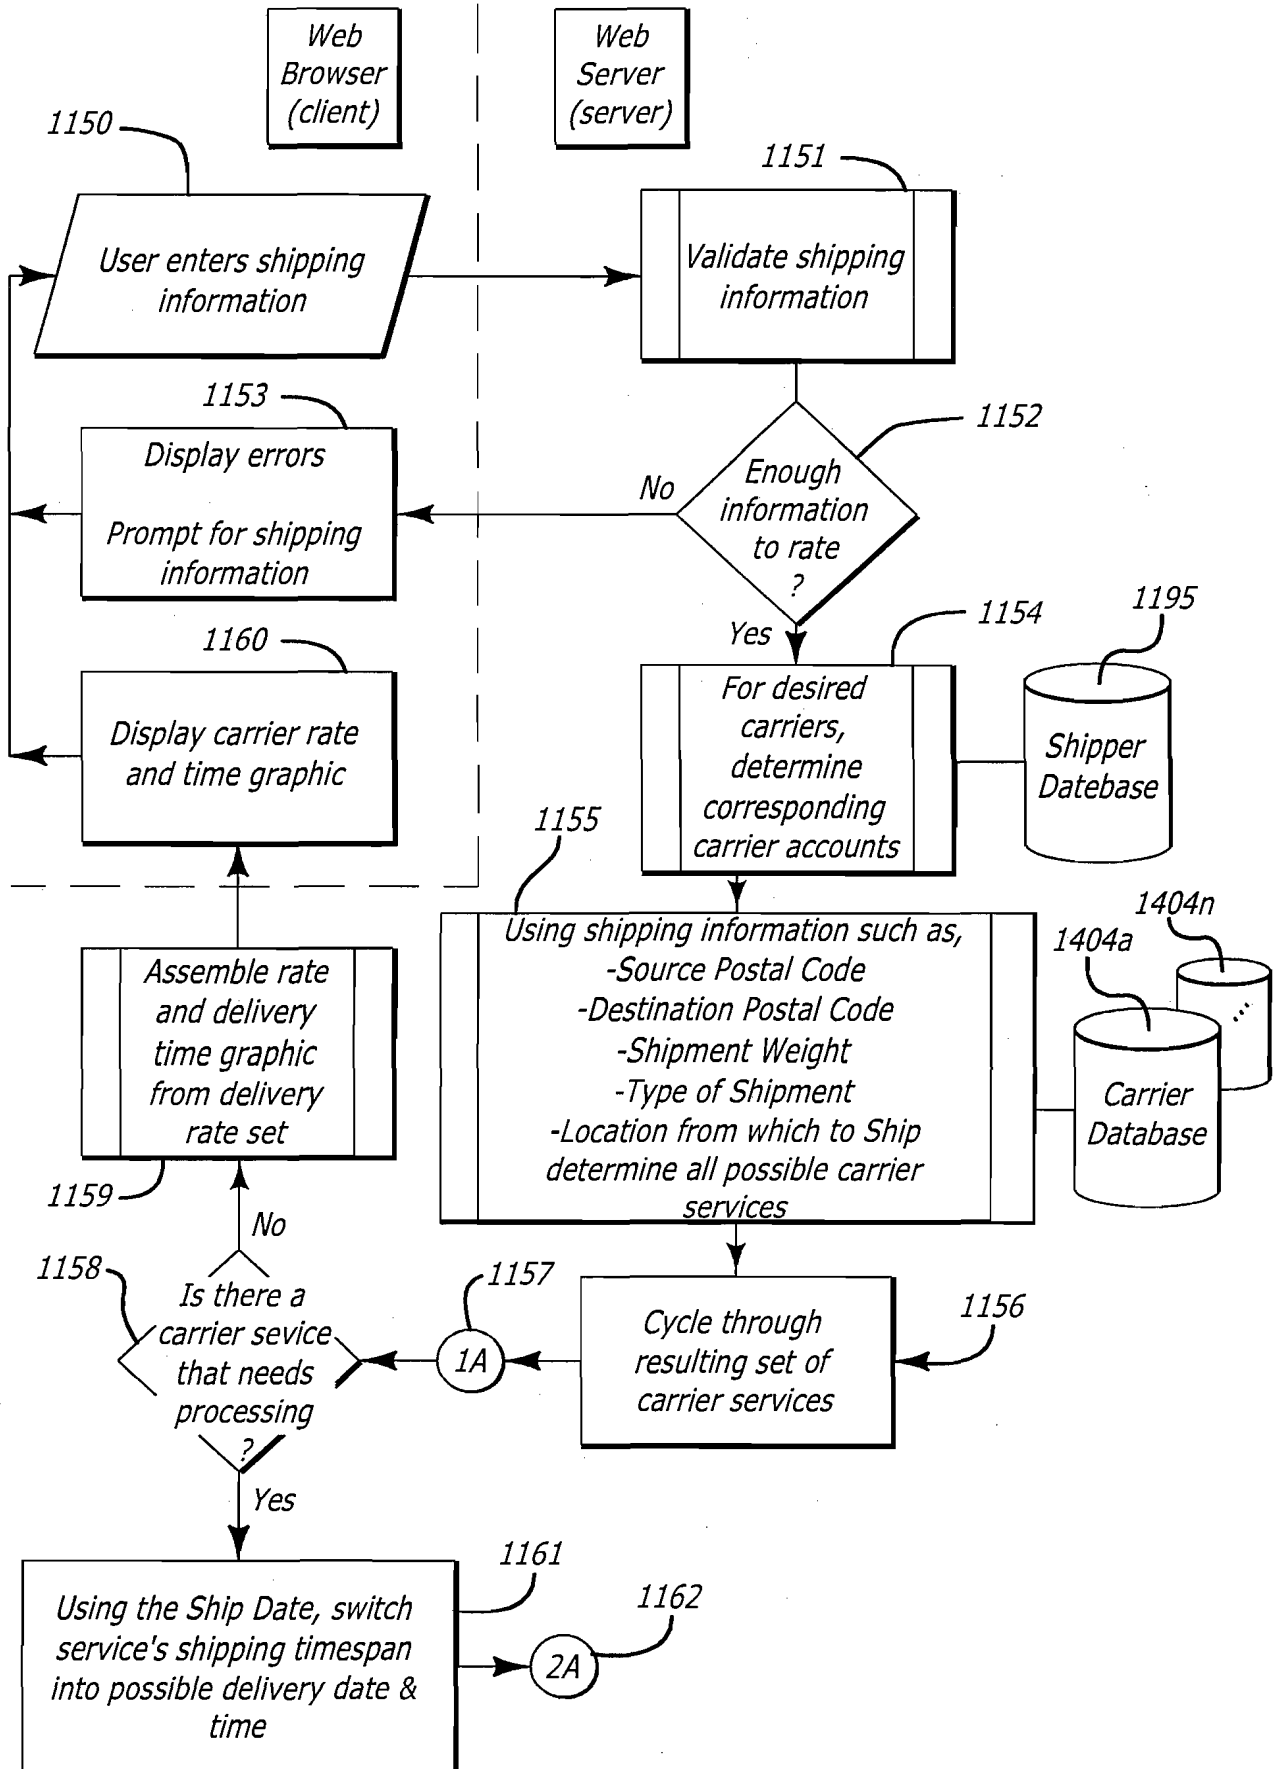 Web
Browser
(client)
Web
Server
(server)
1150
1151
User enters shipping
information
Validate shipping
information
1153
1152
Display errors
Prompt for shipping
information
No
Enough
information
to rate
?
Yes
1160
1154
1195
Display carrier rate
and time graphic
For desired
carriers,
determine
corresponding
carrier accounts
Shipper
Datebase
1155
1404n
1404a
Using shipping information such as,
-Source Postal Code
-Destination Postal Code
-Shipment Weight
-Type of Shipment
-Location from which to Ship
determine all possible carrier
services
Carrier
Database
Assemble rate
and delivery
time graphic
from delivery
rate set
1159
No
1158
Is there a
carrier sevice
that needs
processing
?
1157
1A
Cycle through
resulting set of
carrier services
1156
Yes
1161
1162
Using the Ship Date, switch
service's shipping timespan
into possible delivery date &
time
2A